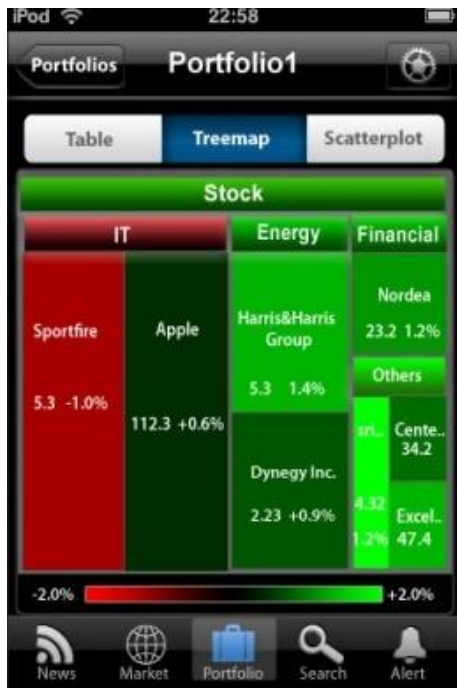 iPod 22:58
Portfolios Portfolio1
Table Treemap Scatterplot
Stock
IT Energy Financial
Sportfire
5.3 -1.0%
Apple
112.3 +0.6%
Harris&Harris
Group
5.3 1.4%
Dynegy Inc.
2.23 +0.9%
Nordea
23.2 1.2%
Others
sri..
4.32
1.2%
Cente..
34.2
Excel..
47.4
-2.0% +2.0%
News Market Portfolio Search Alert